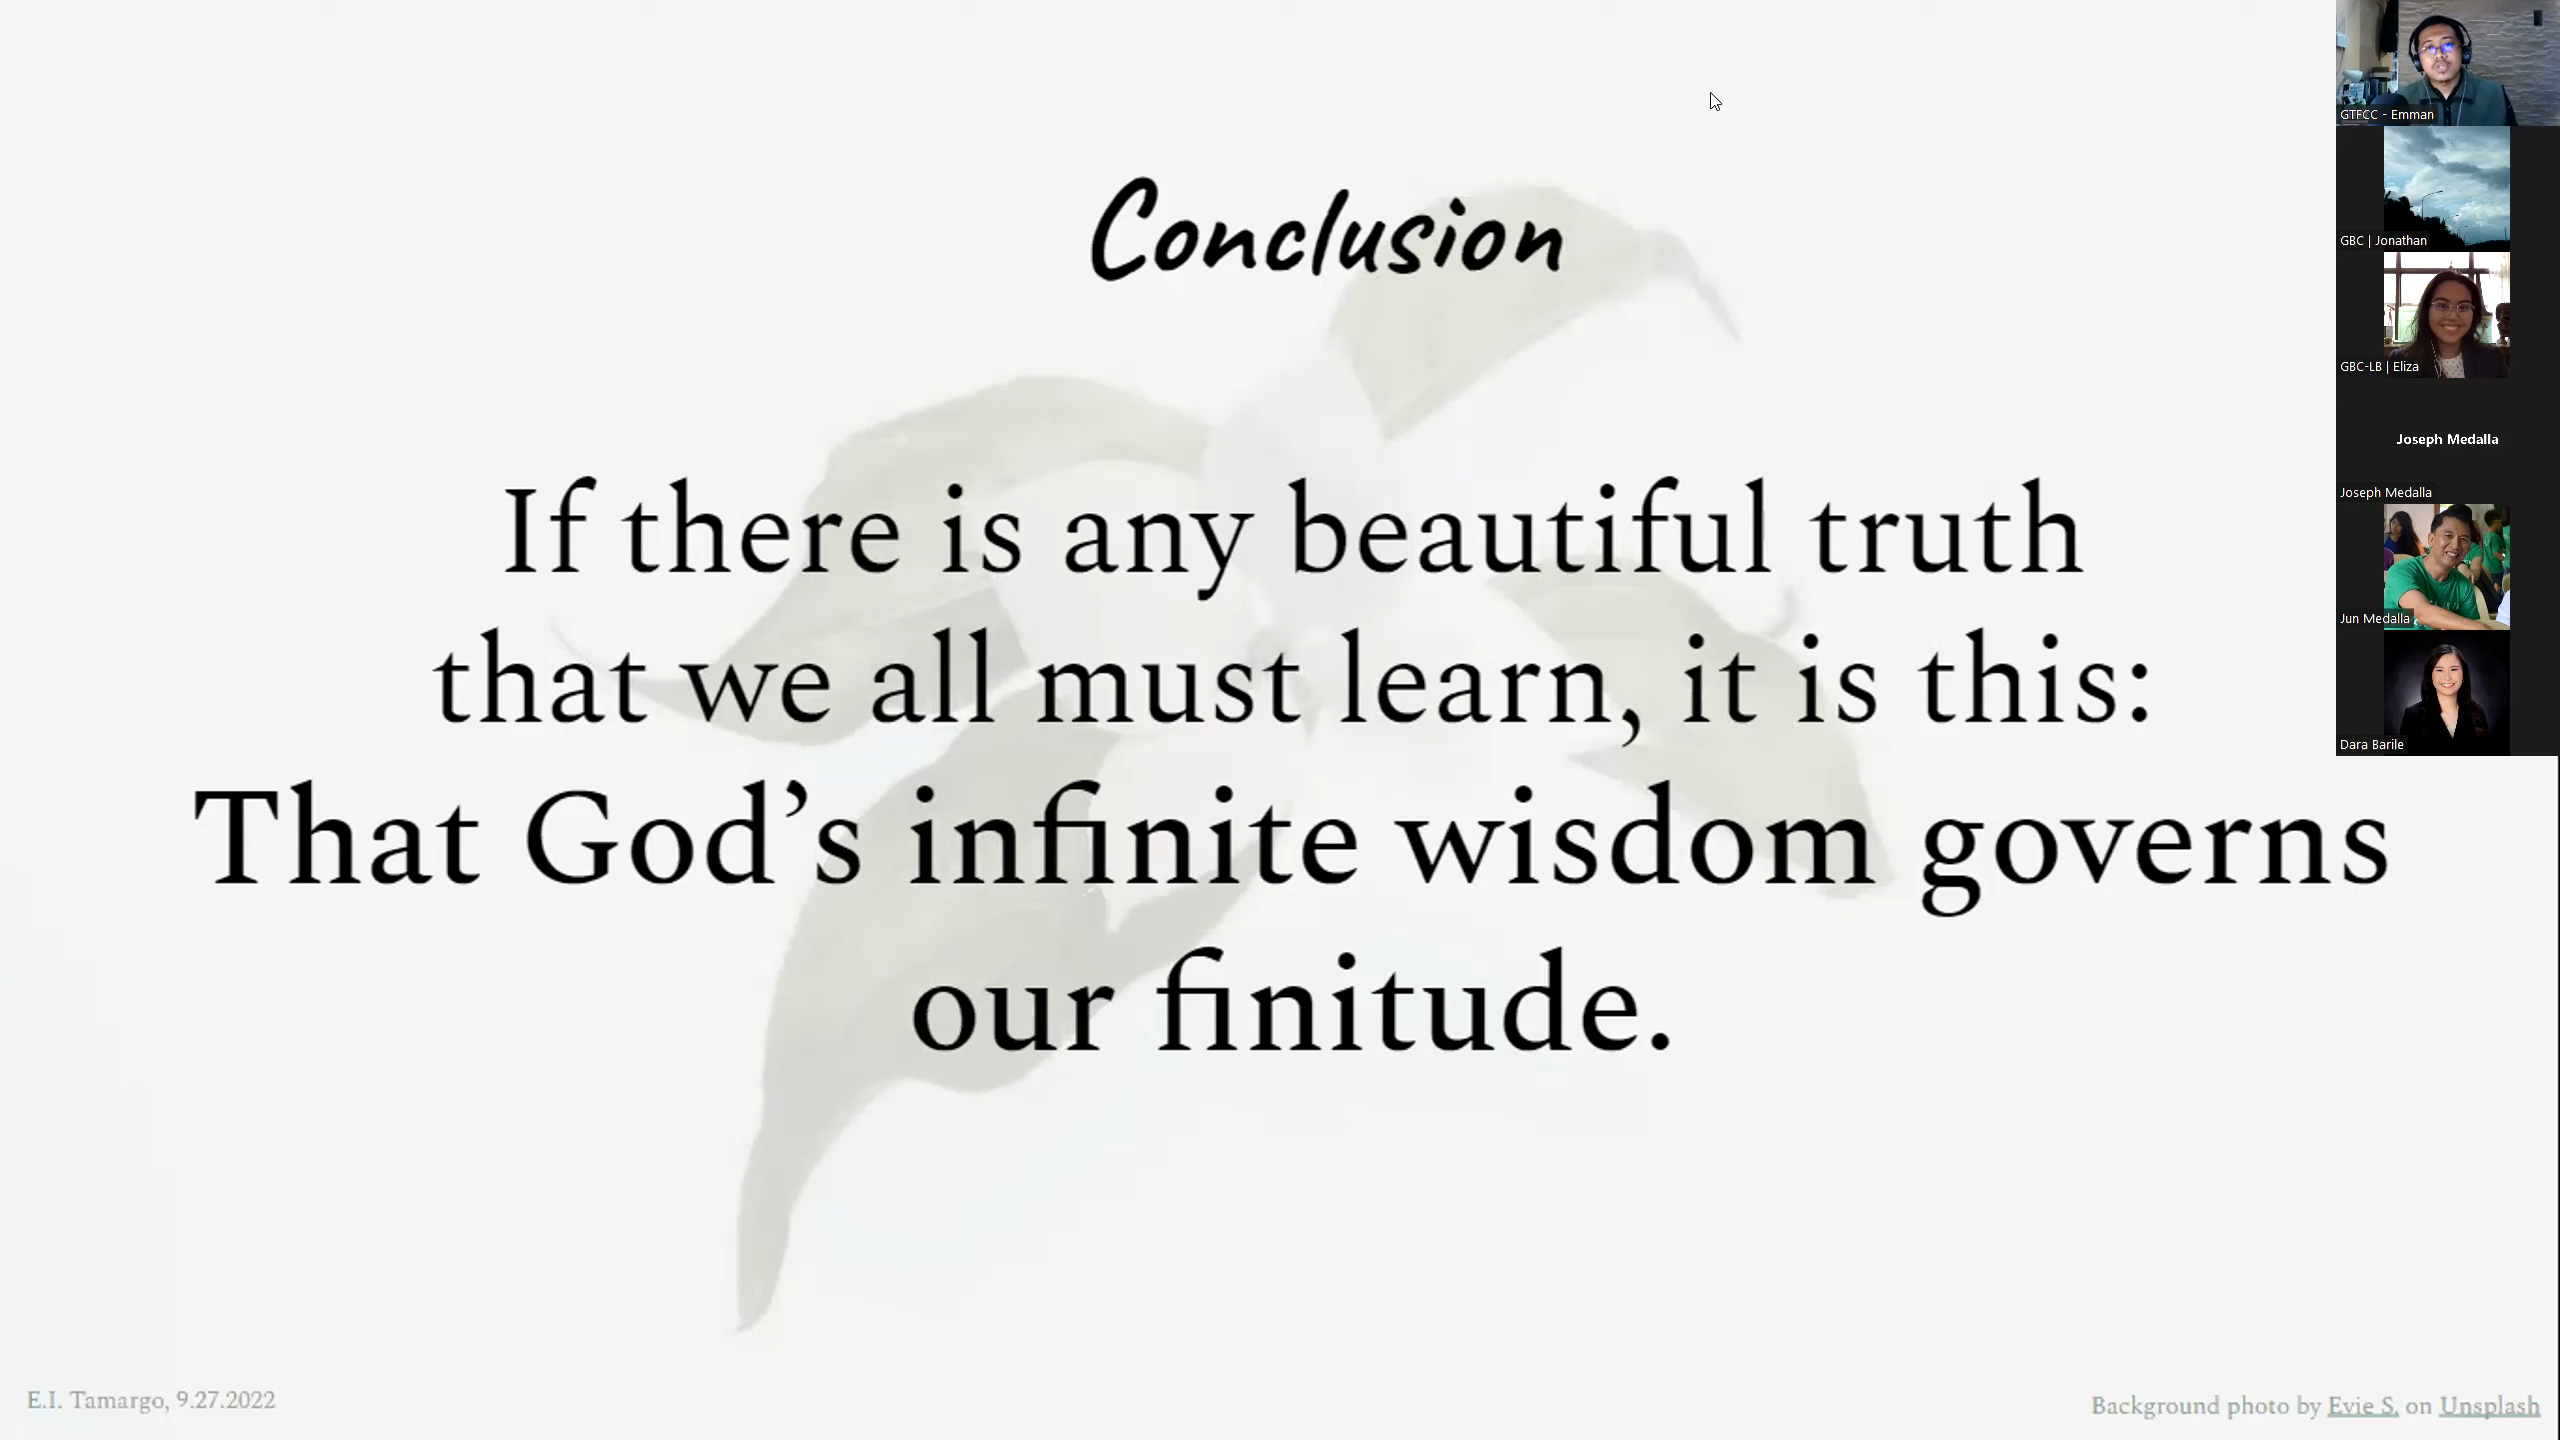 Conclusion
If there is any beautiful truth
that we all must learn, it is this:
That God’s infinite wisdom governs
our finitude.
E.I. Tamargo, 9.27.2022
Background photo by Evie S. on Unsplash
GTFCC - Emman
GBC | Jonathan
GBC-LB | Eliza
Joseph Medalla
Joseph Medalla
Jun Medalla
Dara Barile